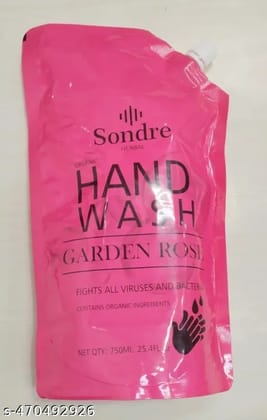 Sondre
HERBAL
ORGANIC
HAND
WASH
GARDEN ROSE
FIGHTS ALL VIRUSES AND BACTERIA
CONTAINS ORGANIC INGREDIENTS
NET QTY: 750ML, 25.4FL
s-470492926